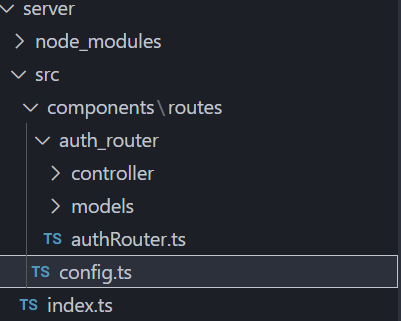 server
node_modules
src
components\routes
auth_router
controller
models
TS authRouter.ts
TS config.ts
TS index.ts